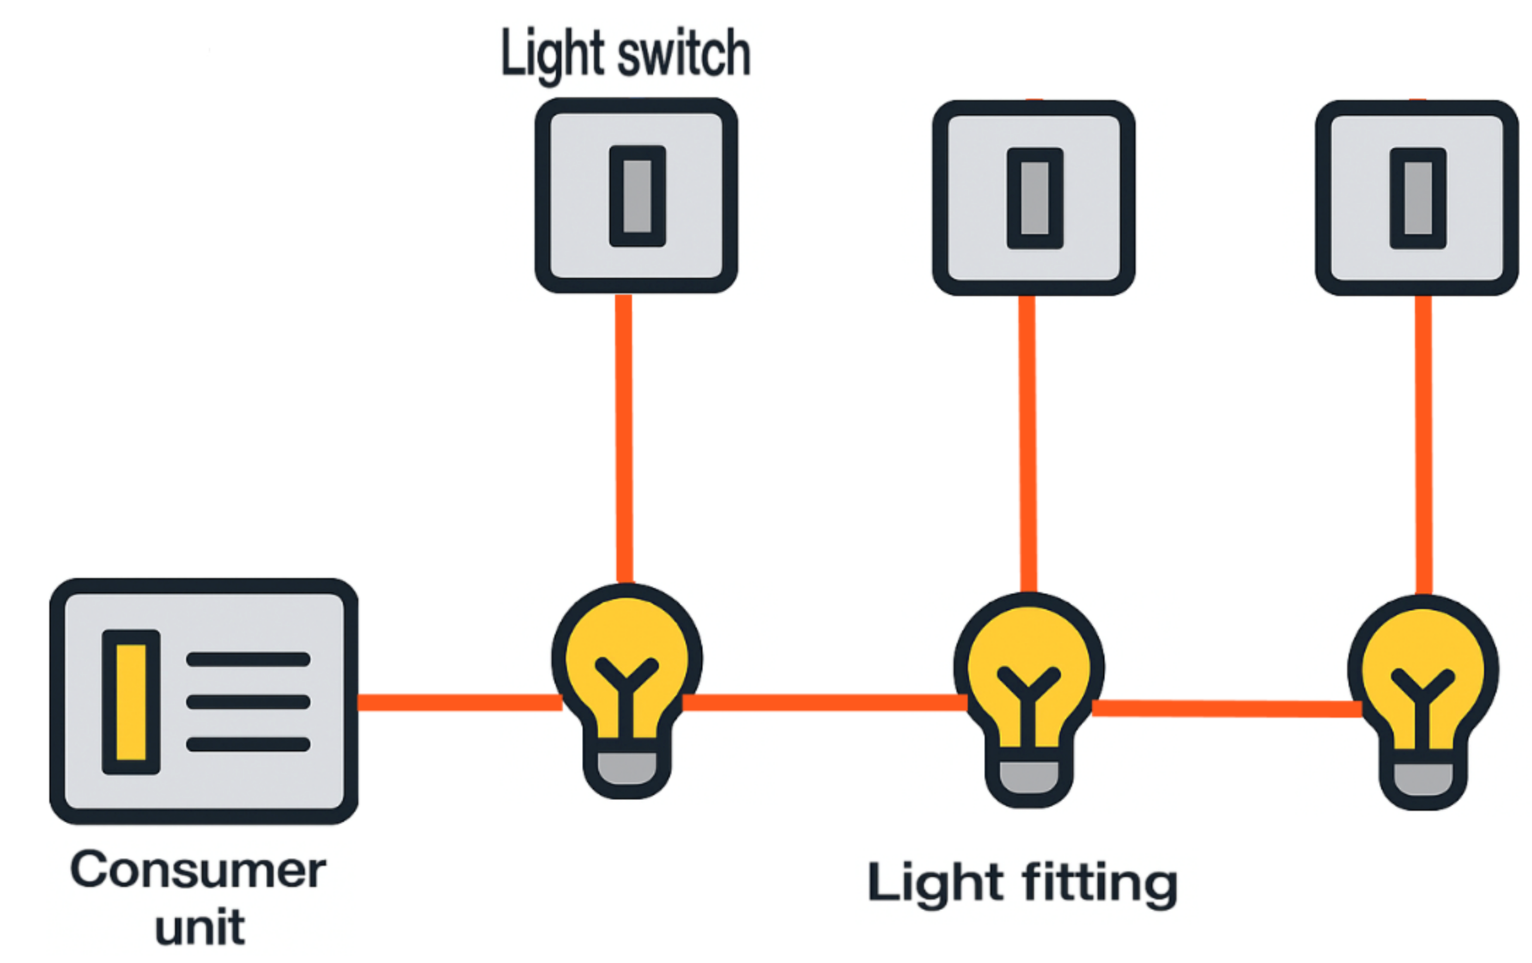 Light switch
Consumer
unit
Light fitting